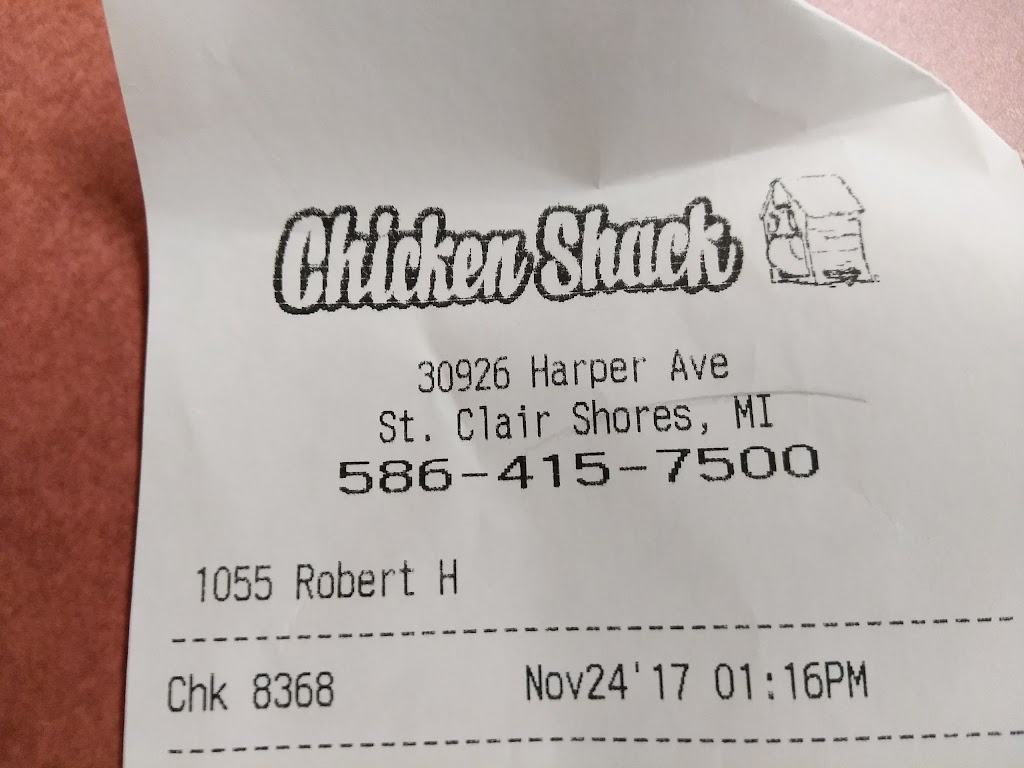 Chicken Shack
30926 Harper Ave
St. Clair Shores, MI
586-415-7500
1055 Robert H
Chk 8368 Nov24'17 01:16PM